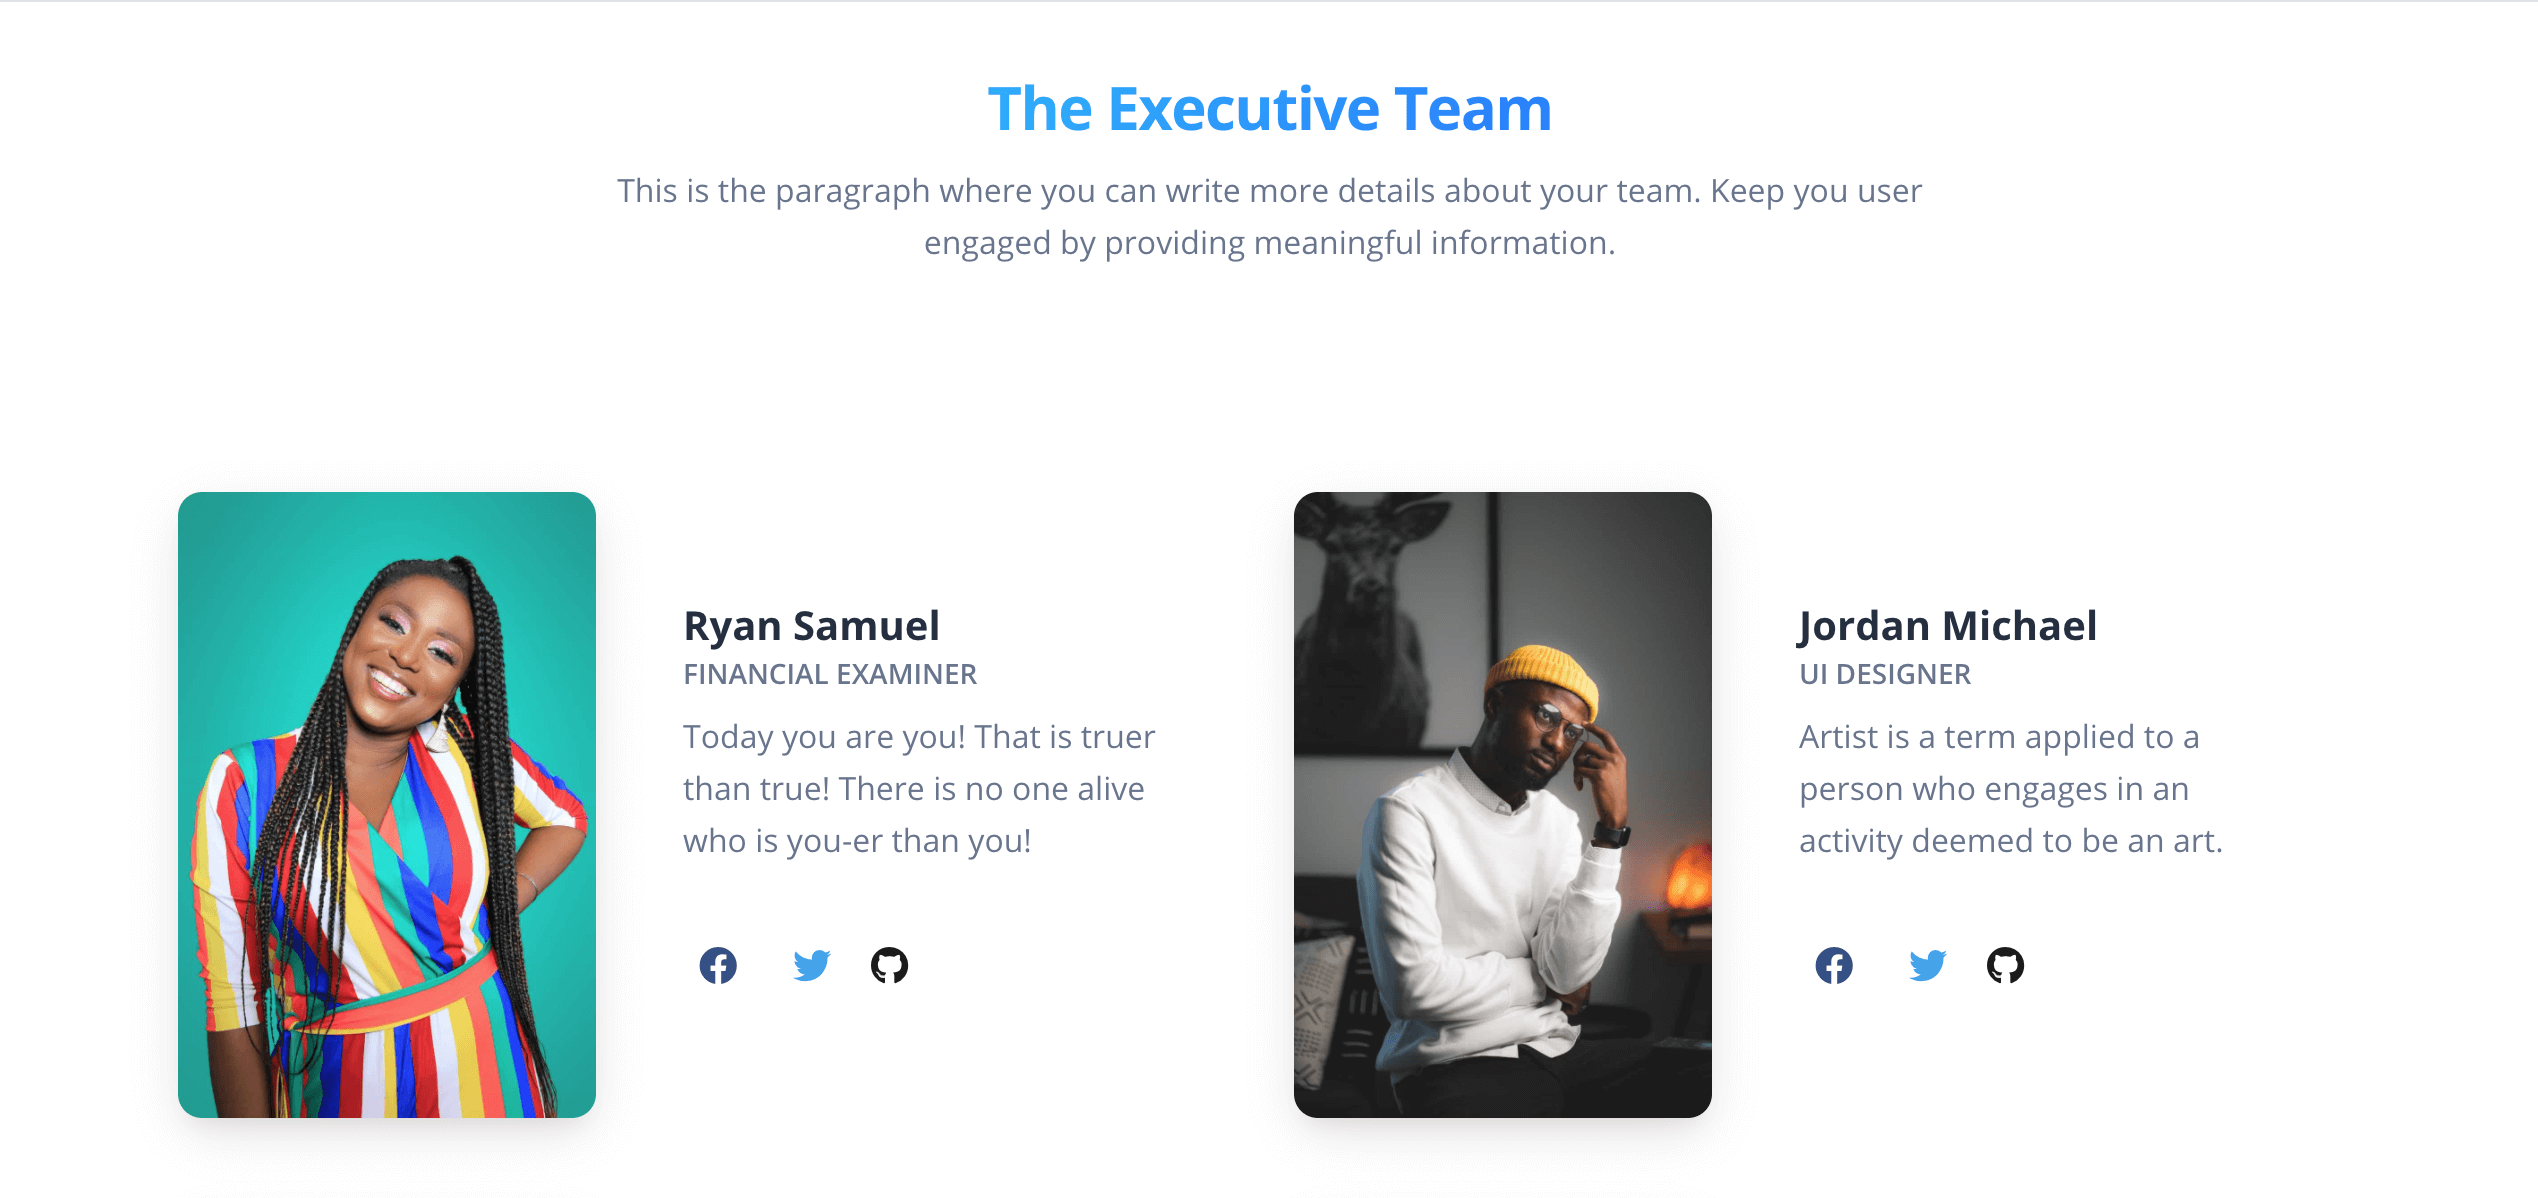 The Executive Team
This is the paragraph where you can write more details about your team. Keep you user
engaged by providing meaningful information.
Ryan Samuel
FINANCIAL EXAMINER
Today you are you! That is truer
than true! There is no one alive
who is you-er than you!
Jordan Michael
UI DESIGNER
Artist is a term applied to a
person who engages in an
activity deemed to be an art.